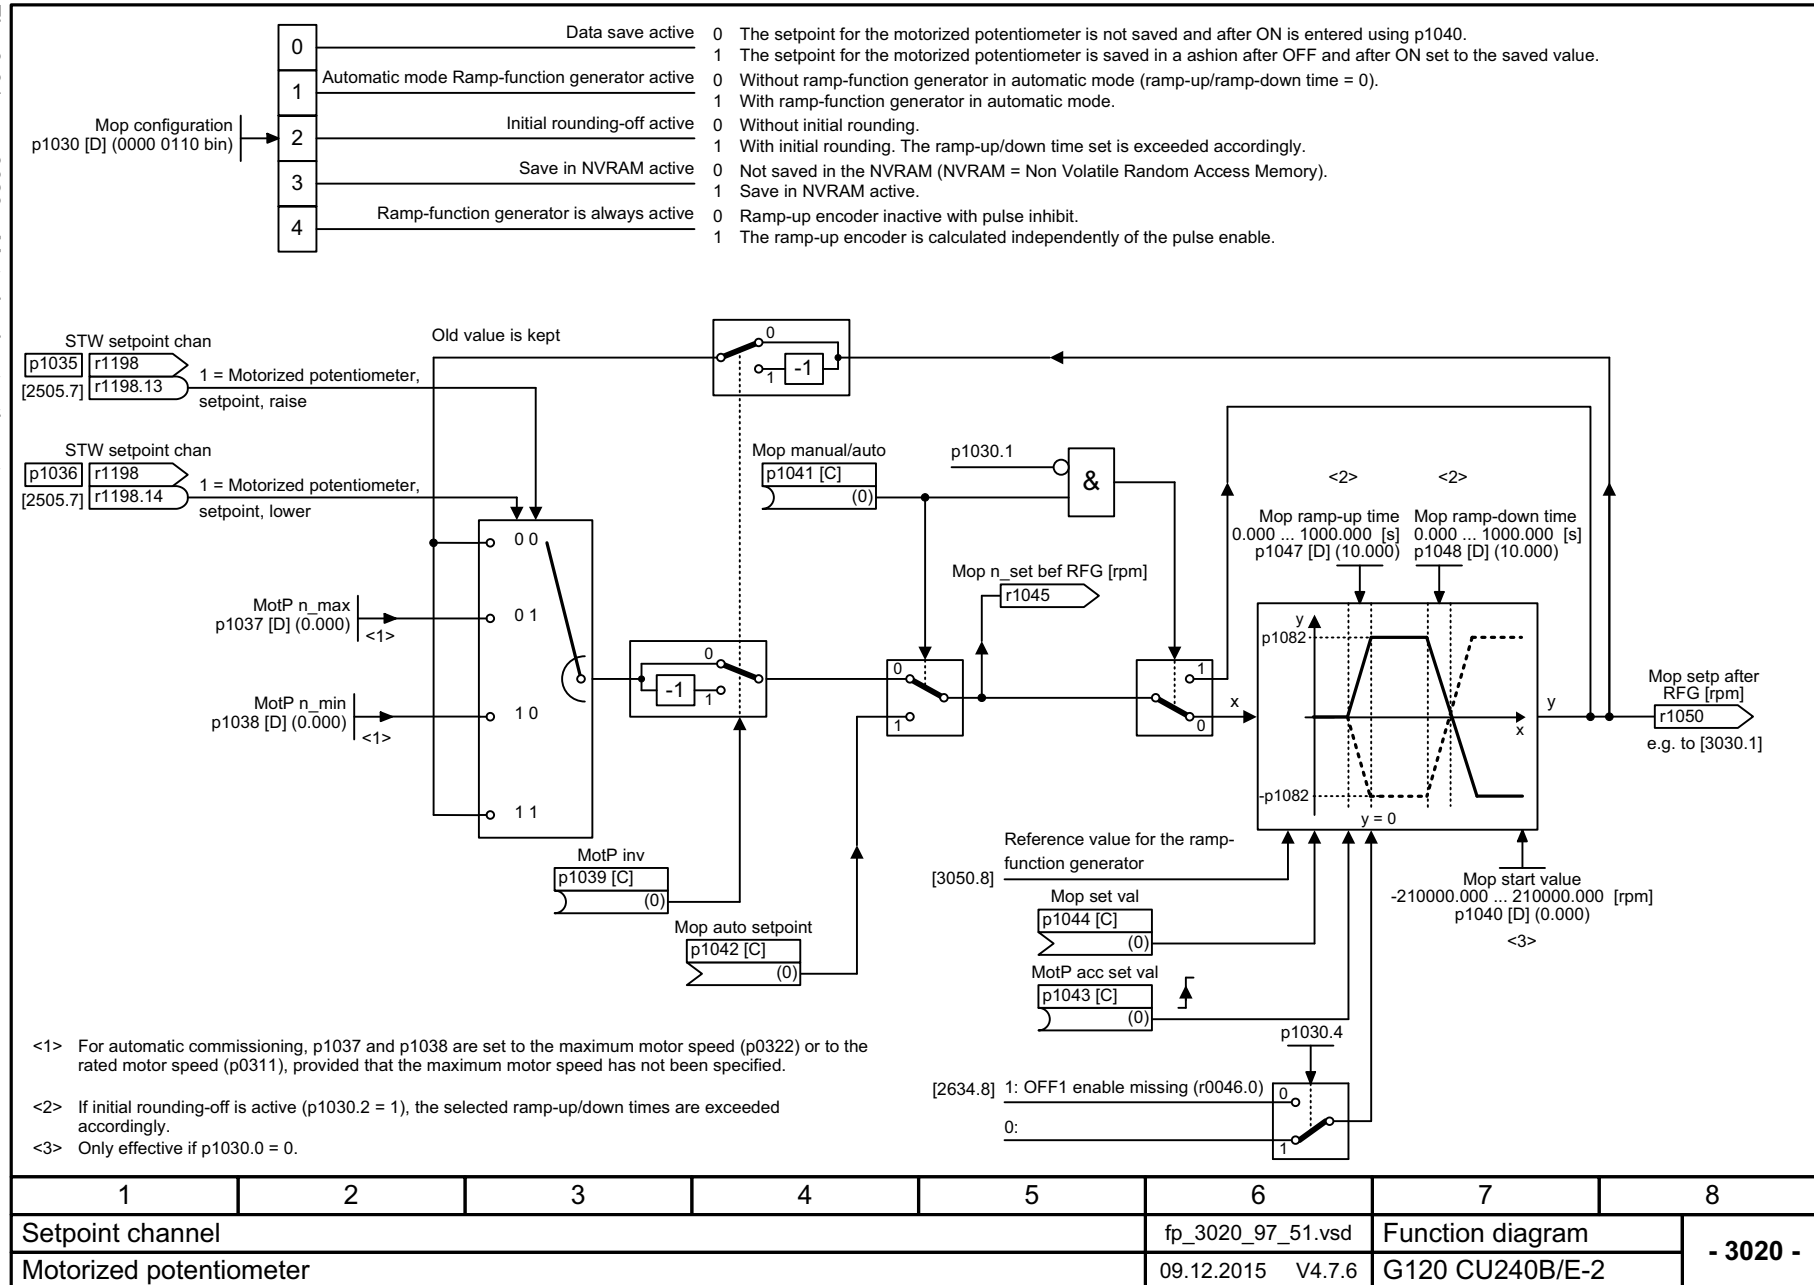 Data save active 0 The setpoint for the motorized potentiometer is not saved and after ON is entered using p1040.
0
1 The setpoint for the motorized potentiometer is saved in a ashion after OFF and after ON set to the saved value.
Automatic mode Ramp-function generator active 0 Without ramp-function generator in automatic mode (ramp-up/ramp-down time = 0).
1
1 With ramp-function generator in automatic mode.
Mop configuration
p1030 [D] (0000 0110 bin)
Initial rounding-off active 0 Without initial rounding.
2
1 With initial rounding. The ramp-up/down time set is exceeded accordingly.
Save in NVRAM active 0 Not saved in the NVRAM (NVRAM = Non Volatile Random Access Memory).
3
1 Save in NVRAM active.
Ramp-function generator is always active 0 Ramp-up encoder inactive with pulse inhibit.
4
1 The ramp-up encoder is calculated independently of the pulse enable.
STW setpoint chan
p1035 r1198
[2505.7] r1198.13
1 = Motorized potentiometer,
setpoint, raise
Old value is kept
0
1 -1
STW setpoint chan
p1036 r1198
[2505.7] r1198.14
1 = Motorized potentiometer,
setpoint, lower
Mop manual/auto
p1041 [C]
(0)
p1030.1
&
<2> <2>
Mop ramp-up time
0.000 ... 1000.000 [s]
p1047 [D] (10.000)
Mop ramp-down time
0.000 ... 1000.000 [s]
p1048 [D] (10.000)
0 0
0 1
1 0
1 1
MotP n_max
p1037 [D] (0.000)
<1>
MotP n_min
p1038 [D] (0.000)
<1>
0
-1 1
Mop n_set bef RFG [rpm]
r1045
0
1
1
0
x
y
p1082
x
-p1082
y = 0
y
Mop setp after
RFG [rpm]
r1050
e.g. to [3030.1]
MotP inv
p1039 [C]
(0)
Mop auto setpoint
p1042 [C]
(0)
Reference value for the ramp-
function generator
[3050.8]
Mop set val
p1044 [C]
(0)
MotP acc set val
p1043 [C]
(0)
Mop start value
-210000.000 ... 210000.000 [rpm]
p1040 [D] (0.000)
<3>
p1030.4
[2634.8] 1: OFF1 enable missing (r0046.0)
0
0:
1
<1> For automatic commissioning, p1037 and p1038 are set to the maximum motor speed (p0322) or to the
rated motor speed (p0311), provided that the maximum motor speed has not been specified.
<2> If initial rounding-off is active (p1030.2 = 1), the selected ramp-up/down times are exceeded
accordingly.
<3> Only effective if p1030.0 = 0.
1 2 3 4 5 6 7 8
Setpoint channel fp_3020_97_51.vsd Function diagram
- 3020 -
Motorized potentiometer 09.12.2015 V4.7.6 G120 CU240B/E-2